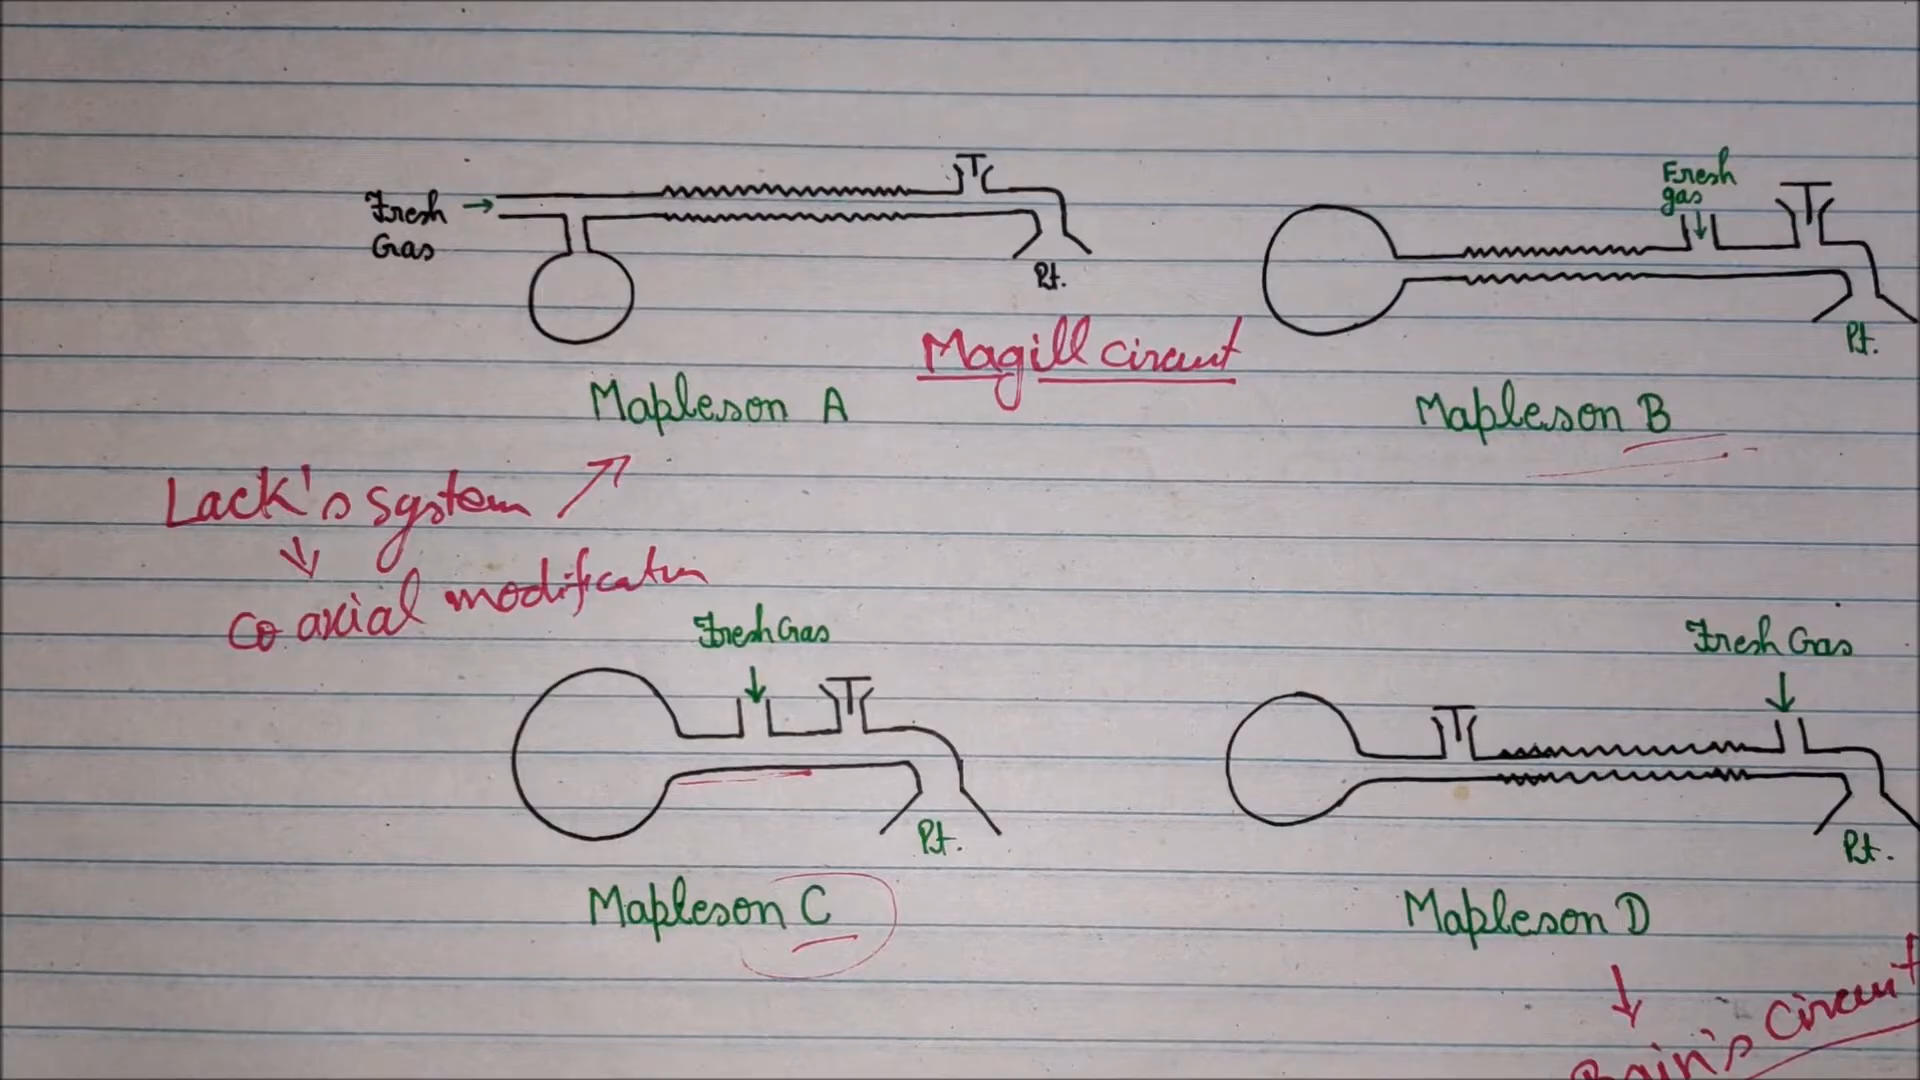 Fresh
Gas
Pt.
Fresh
gas
Pt.
Magill circuit
Mapleson A
Mapleson B
Lack's system
co axial modification
Fresh Gas
Pt.
Mapleson C
Fresh Gas
Pt.
Mapleson D
Bain's Circuit